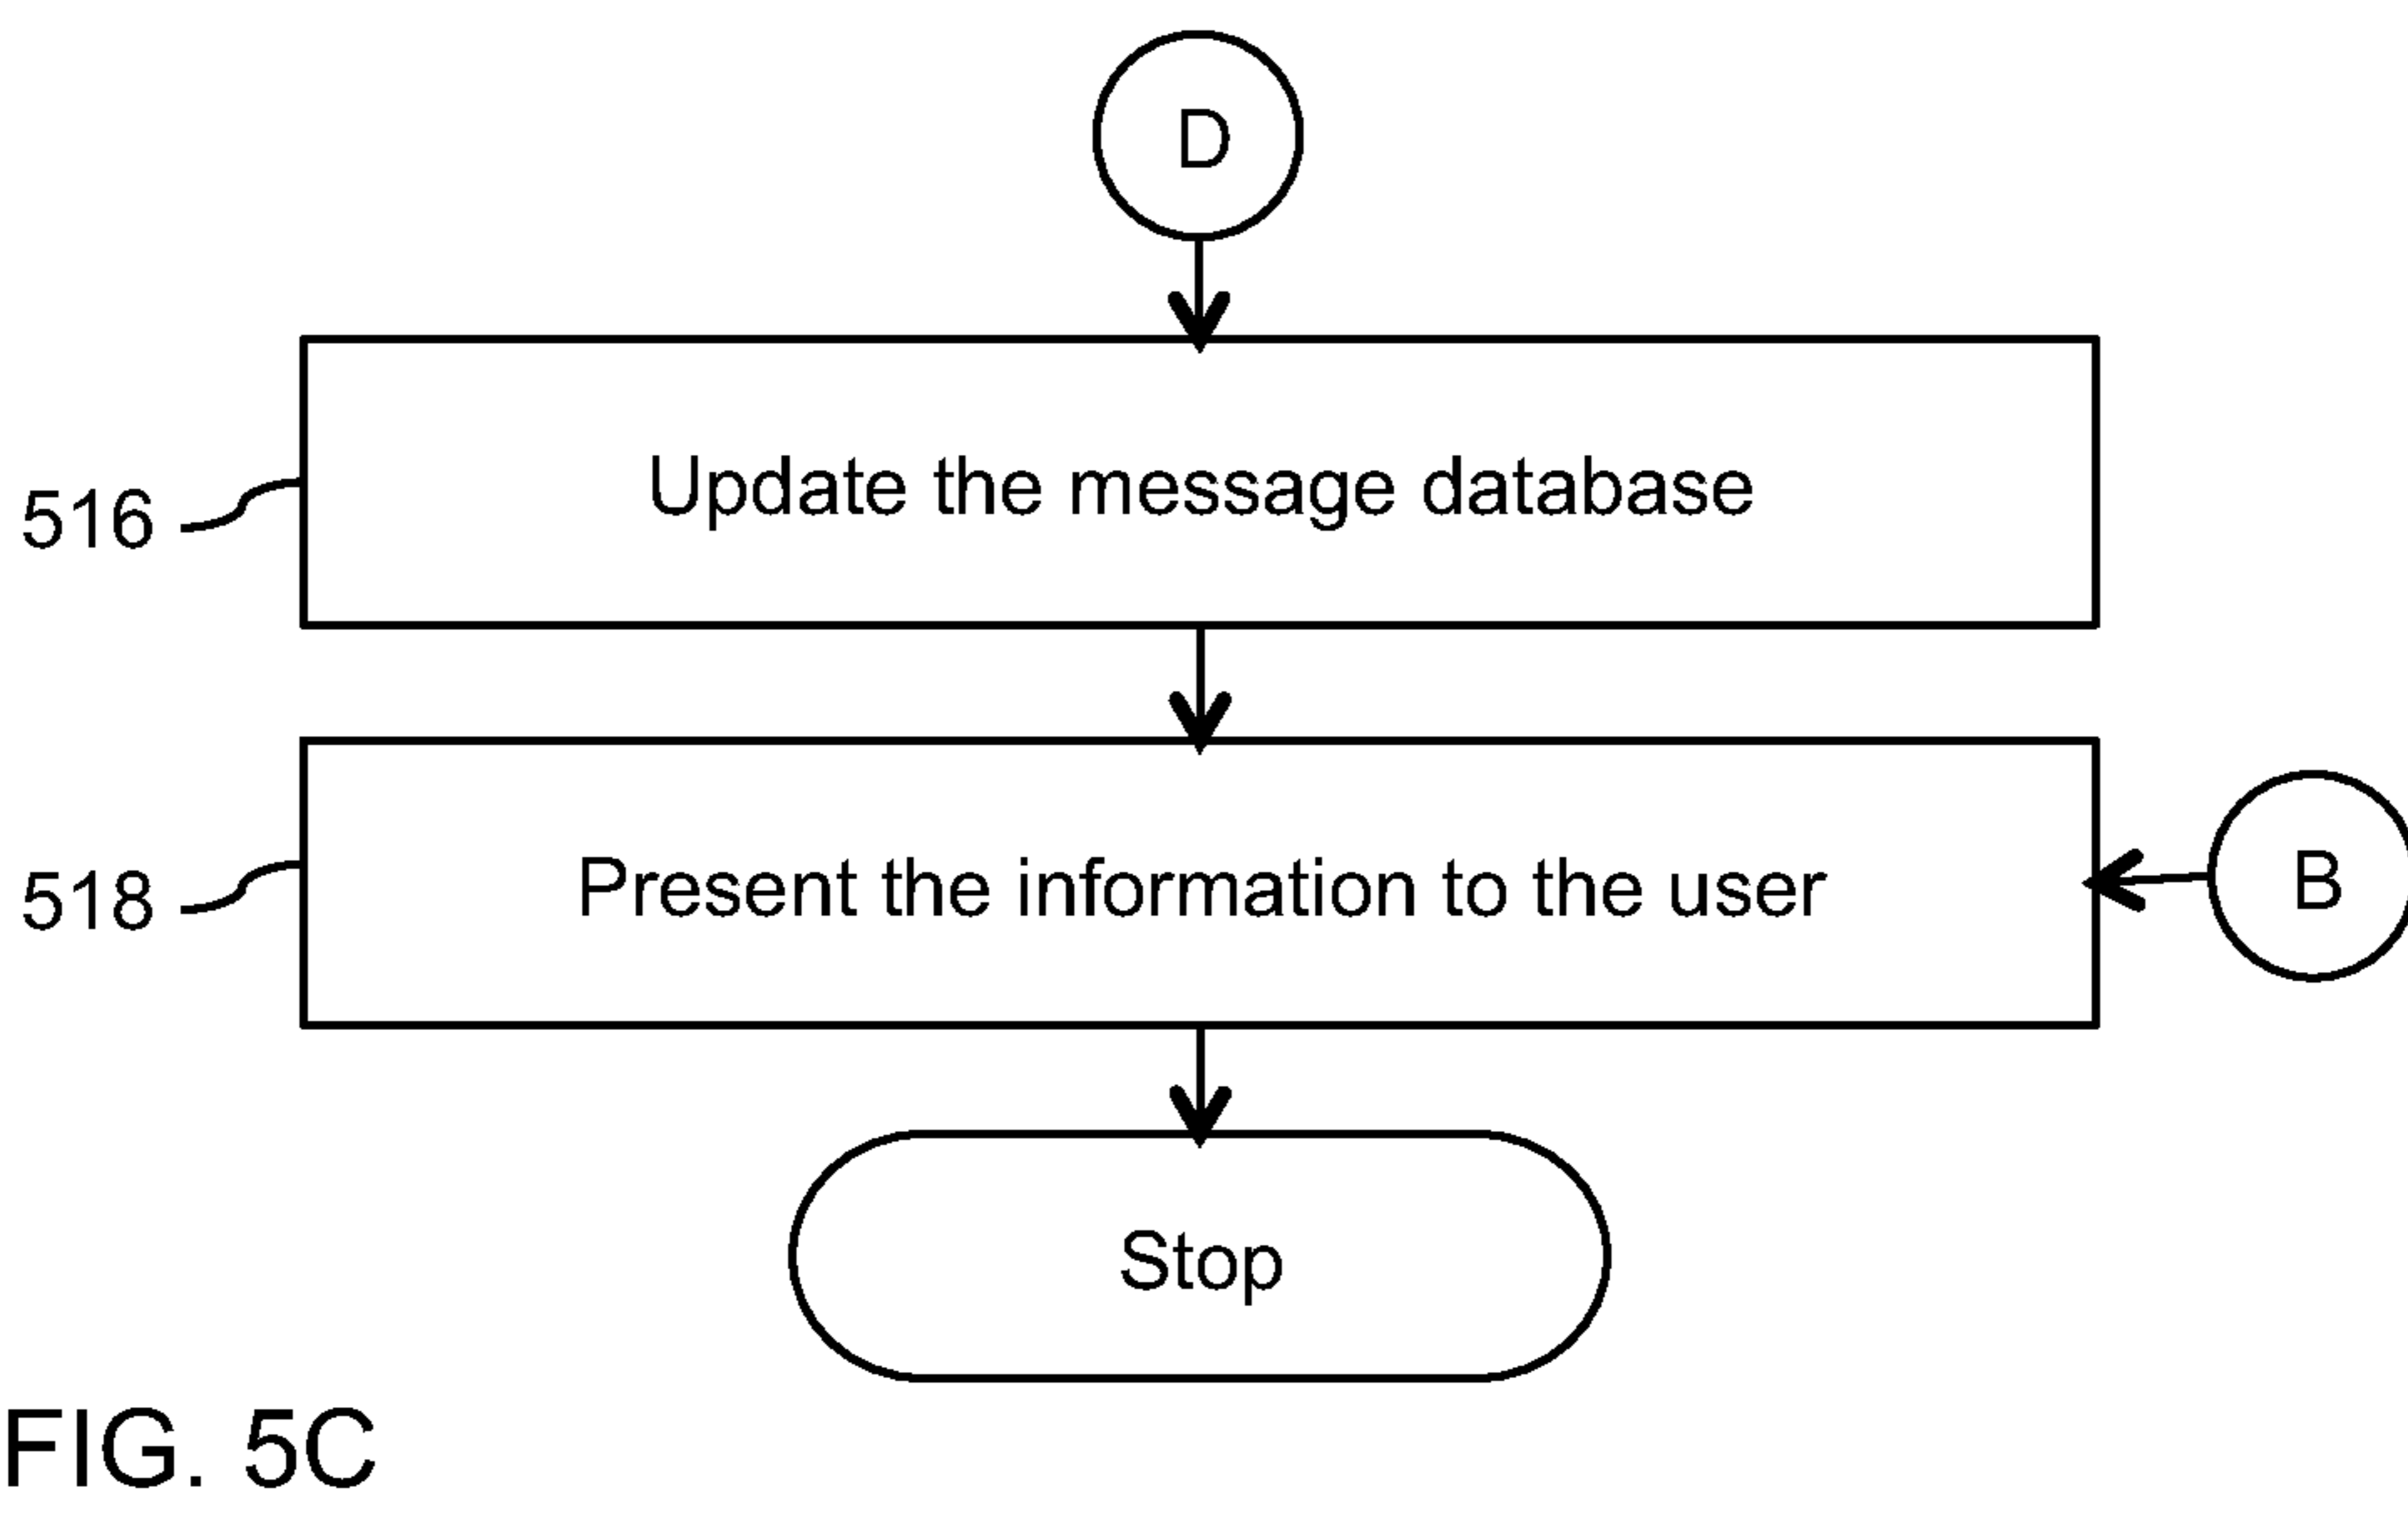 D
Update the message database
516
Present the information to the user
518
B
Stop
FIG. 5C